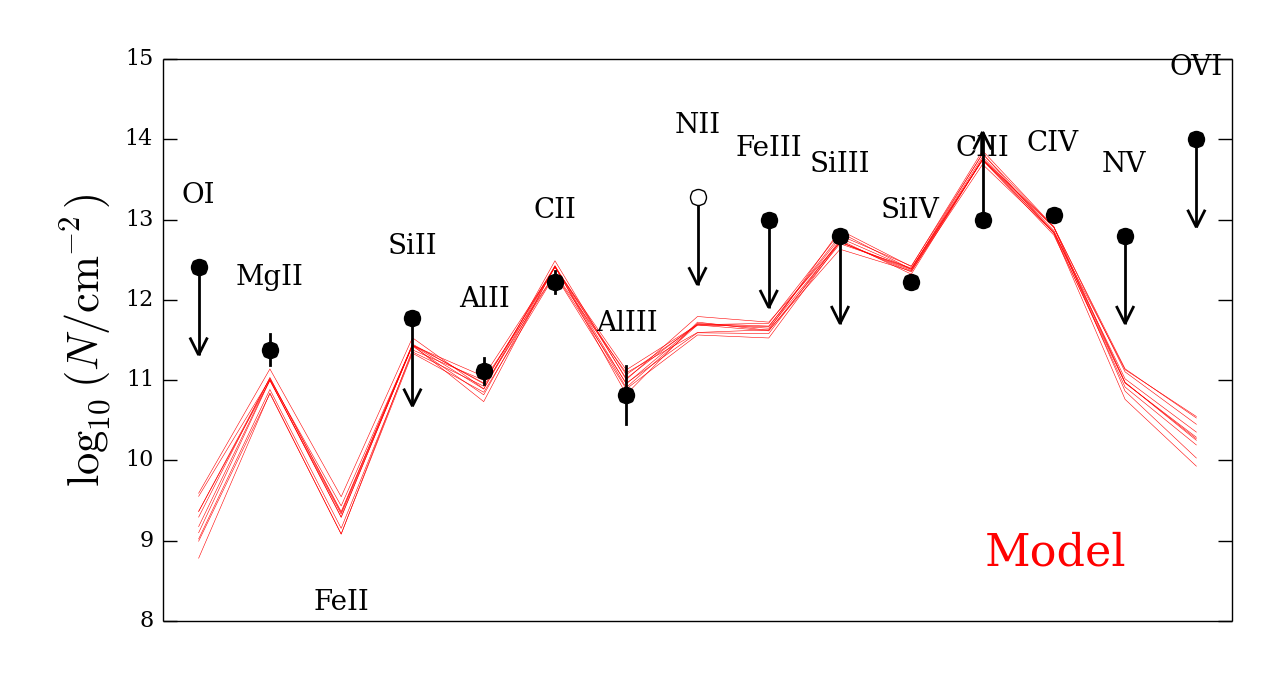 15
14
13
12
11
10
9
8
log₁₀ (N/cm⁻²)
OI
MgII
FeII
SiII
AlII
CII
AlIII
NII
FeIII
SiIII
SiIV
CIII
CIV
NV
OVI
Model